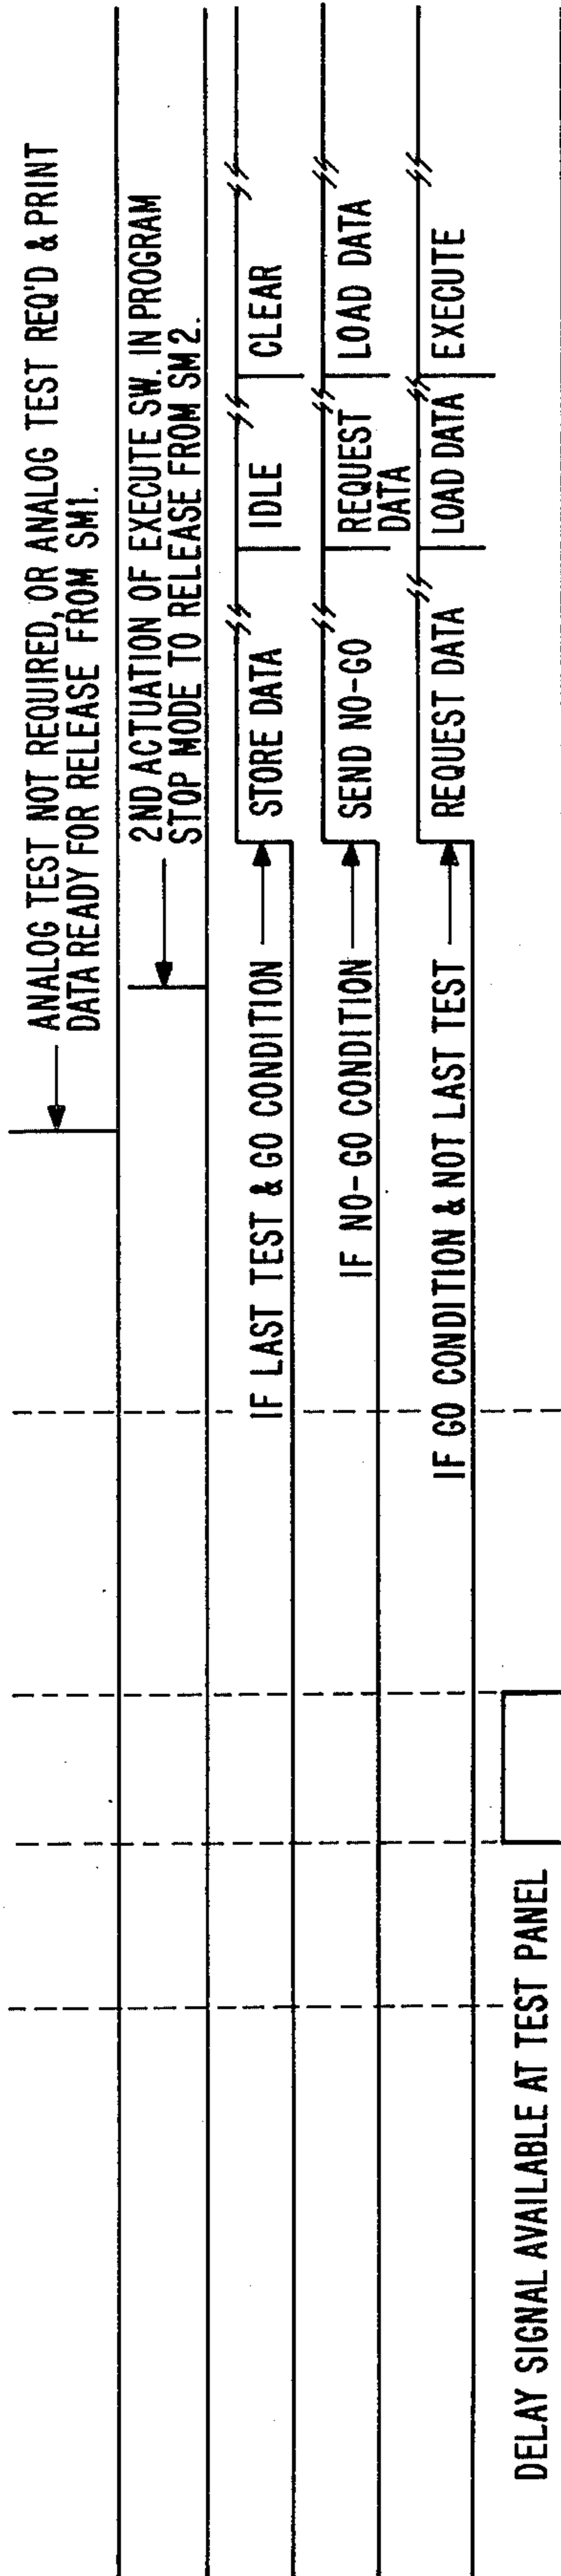 ANALOG TEST NOT REQUIRED, OR ANALOG TEST REQ'D & PRINT
DATA READY FOR RELEASE FROM SM1.
2ND ACTUATION OF EXECUTE SW. IN PROGRAM
STOP MODE TO RELEASE FROM SM2.
IF LAST TEST & GO CONDITION
STORE DATA
IDLE
CLEAR
IF NO-GO CONDITION
SEND NO-GO
REQUEST
DATA
LOAD DATA
IF GO CONDITION & NOT LAST TEST
REQUEST DATA
LOAD DATA
EXECUTE
DELAY SIGNAL AVAILABLE AT TEST PANEL